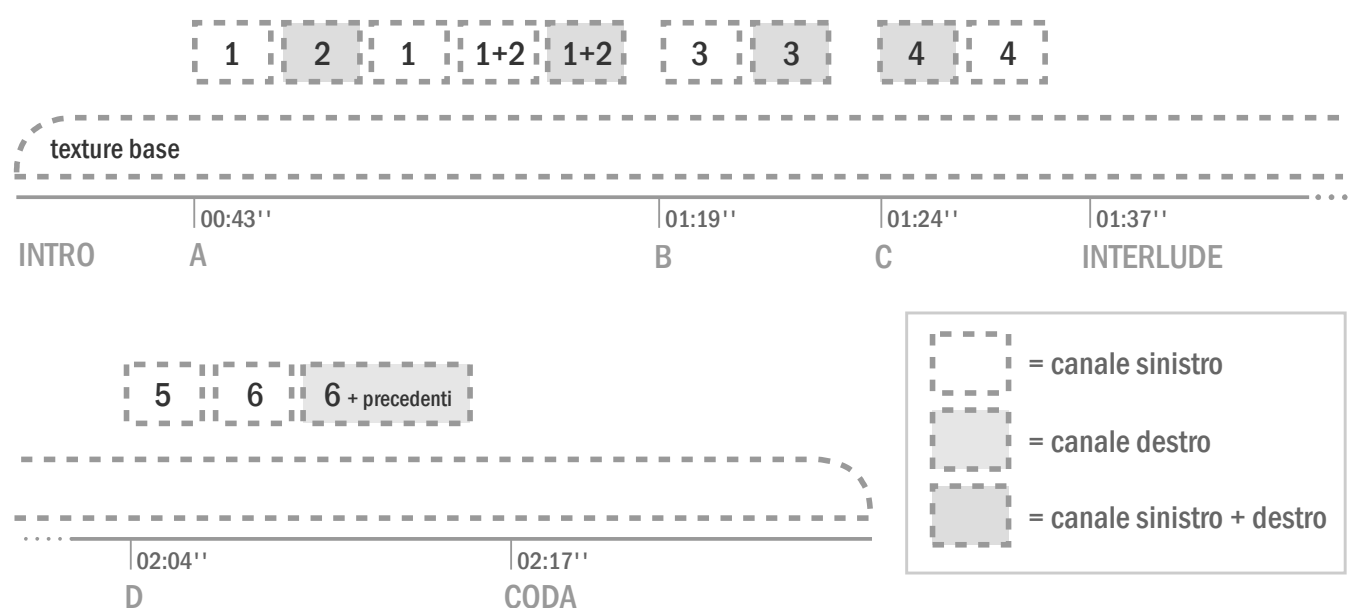 1 2 1 1+2 1+2 3 3 4 4
texture base
00:43'' 01:19'' 01:24'' 01:37''
INTRO A B C INTERLUDE
5 6 6 + precedenti
02:04'' 02:17''
D CODA
= canale sinistro
= canale destro
= canale sinistro + destro